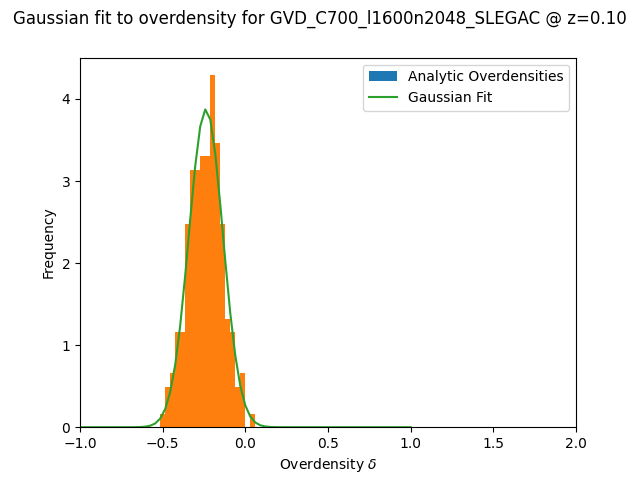 Gaussian fit to overdensity for GVD_C700_l1600n2048_SLEGAC @ z=0.10
Analytic Overdensities
Gaussian Fit
Frequency
4
3
2
1
0
−1.0 −0.5 0.0 0.5 1.0 1.5 2.0
Overdensity δ